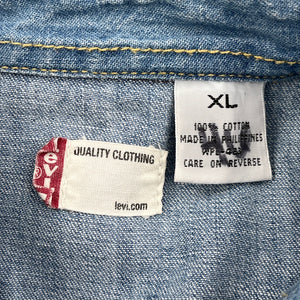 XL
100% COTTON
MADE IN PHILIPPINES
CARE ON REVERSE
Levi's
®
QUALITY CLOTHING
levi.com